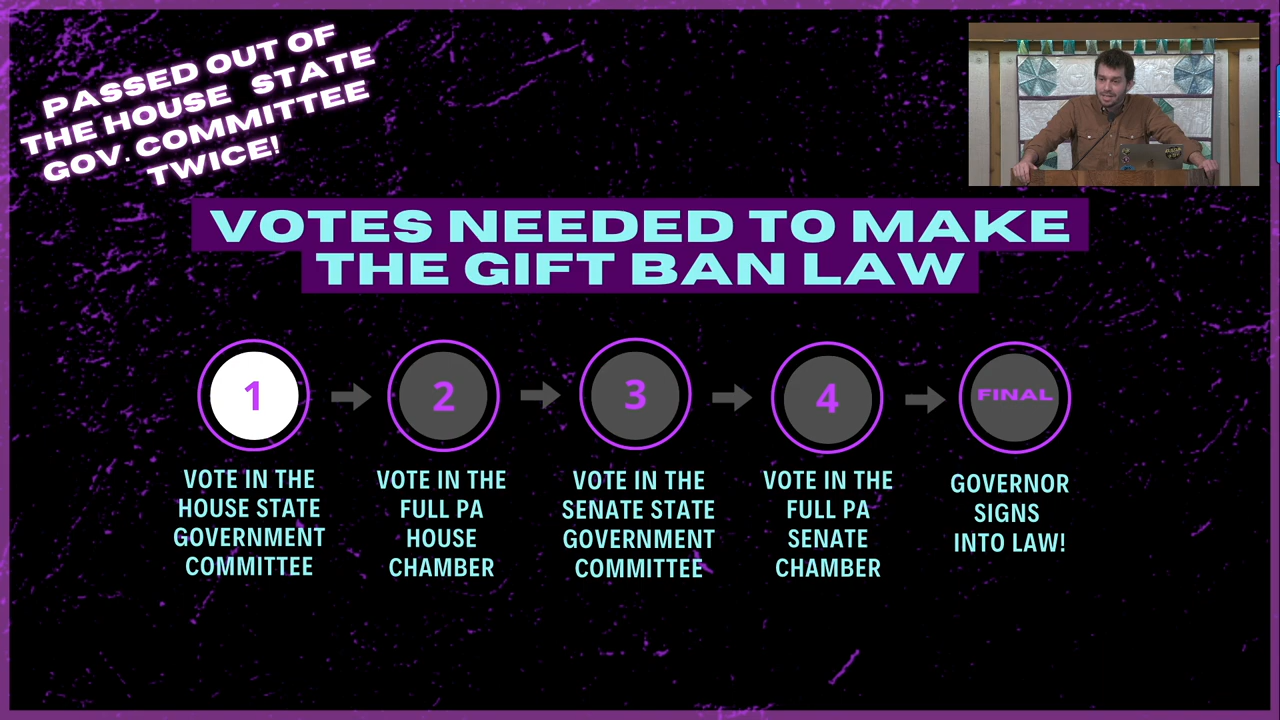 PASSED OUT OF
THE HOUSE STATE
GOV. COMMITTEE
TWICE!
VOTES NEEDED TO MAKE
THE GIFT BAN LAW
1
2
3
4
FINAL
VOTE IN THE
HOUSE STATE
GOVERNMENT
COMMITTEE
VOTE IN THE
FULL PA
HOUSE
CHAMBER
VOTE IN THE
SENATE STATE
GOVERNMENT
COMMITTEE
VOTE IN THE
FULL PA
SENATE
CHAMBER
GOVERNOR
SIGNS
INTO LAW!